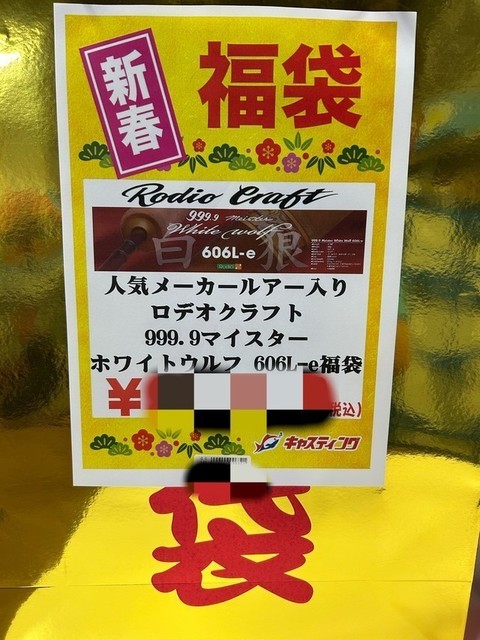 新春
福袋
Rodio Craft
999.9 Meister
White wolf
白狼
606L-e
人気メーカールアー入り
ロデオクラフト
999.9マイスター
ホワイトウルフ 606L-e福袋
¥
税込)
キャスティング
袋